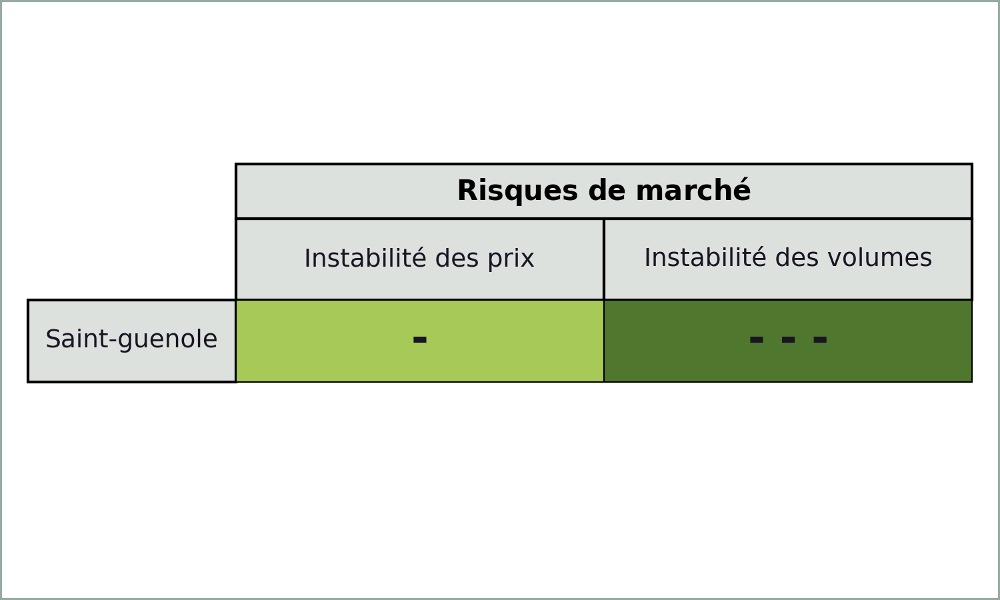 Risques de marché
Instabilité des prix
Instabilité des volumes
Saint-guenole
-
- - -